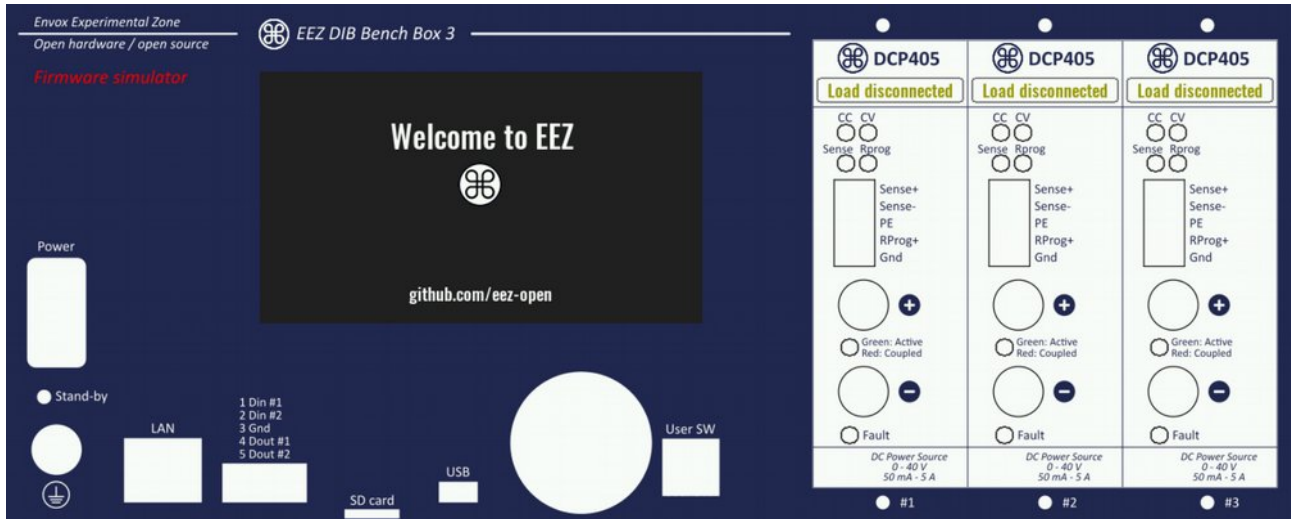 Envox Experimental Zone
Open hardware / open source
Firmware simulator
EEZ DIB Bench Box 3
Welcome to EEZ
github.com/eez-open
Power
Stand-by
LAN
1 Din #1
2 Din #2
3 Gnd
4 Dout #1
5 Dout #2
SD card
USB
User SW
DCP405
Load disconnected
CC CV
Sense Rprog
Sense+
Sense-
PE
RProg+
Gnd
+
Green: Active
Red: Coupled
-
Fault
DC Power Source
0 - 40 V
50 mA - 5 A
#1
DCP405
Load disconnected
CC CV
Sense Rprog
Sense+
Sense-
PE
RProg+
Gnd
+
Green: Active
Red: Coupled
-
Fault
DC Power Source
0 - 40 V
50 mA - 5 A
#2
DCP405
Load disconnected
CC CV
Sense Rprog
Sense+
Sense-
PE
RProg+
Gnd
+
Green: Active
Red: Coupled
-
Fault
DC Power Source
0 - 40 V
50 mA - 5 A
#3